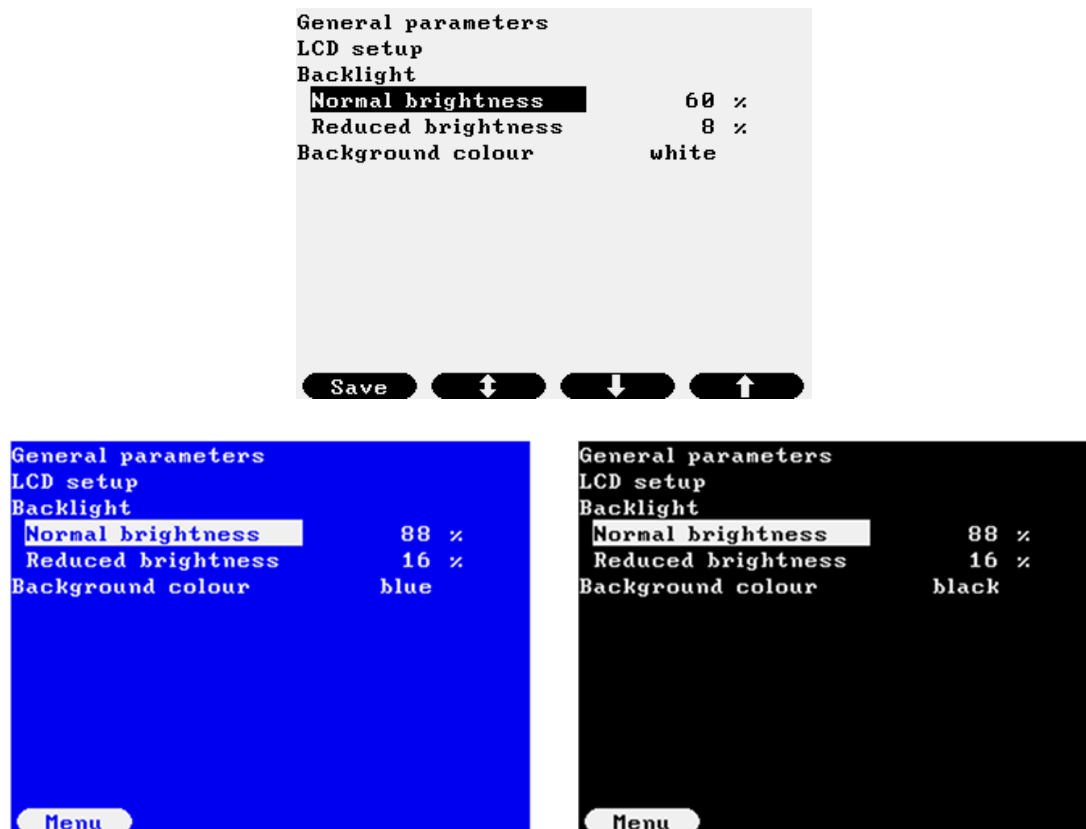 General parameters
LCD setup
Backlight
Normal brightness 60 %
Reduced brightness 8 %
Background colour white
Save
General parameters
LCD setup
Backlight
Normal brightness 88 %
Reduced brightness 16 %
Background colour blue
Menu
General parameters
LCD setup
Backlight
Normal brightness 88 %
Reduced brightness 16 %
Background colour black
Menu